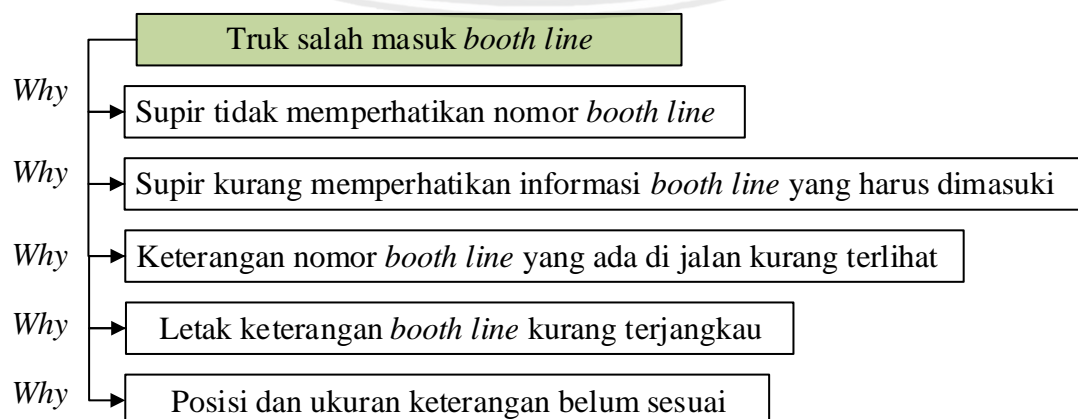 Truk salah masuk booth line
Why
Supir tidak memperhatikan nomor booth line
Why
Supir kurang memperhatikan informasi booth line yang harus dimasuki
Why
Keterangan nomor booth line yang ada di jalan kurang terlihat
Why
Letak keterangan booth line kurang terjangkau
Why
Posisi dan ukuran keterangan belum sesuai